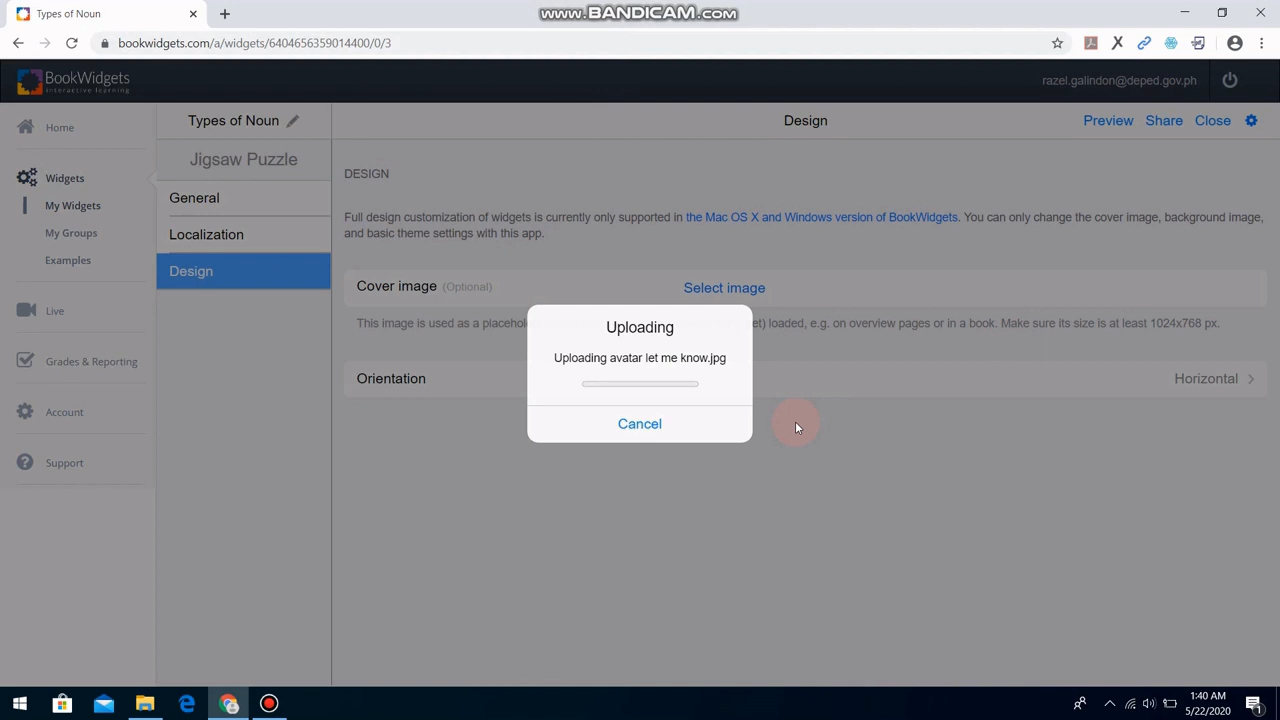 Types of Noun
www.BANDICAM.com
bookwidgets.com/a/widgets/6404656359014400/0/3
BookWidgets
interactive learning
razel.galindon@deped.gov.ph
Home
Widgets
My Widgets
My Groups
Examples
Live
Grades & Reporting
Account
Support
Types of Noun
Jigsaw Puzzle
General
Localization
Design
Design
Preview
Share
Close
DESIGN
Full design customization of widgets is currently only supported in the Mac OS X and Windows version of BookWidgets. You can only change the cover image, background image,
and basic theme settings with this app.
Cover image (Optional)
Select image
This image is used as a placeho
et) loaded, e.g. on overview pages or in a book. Make sure its size is at least 1024x768 px.
Orientation
Horizontal
Uploading
Uploading avatar let me know.jpg
Cancel
1:40 AM
5/22/2020
1